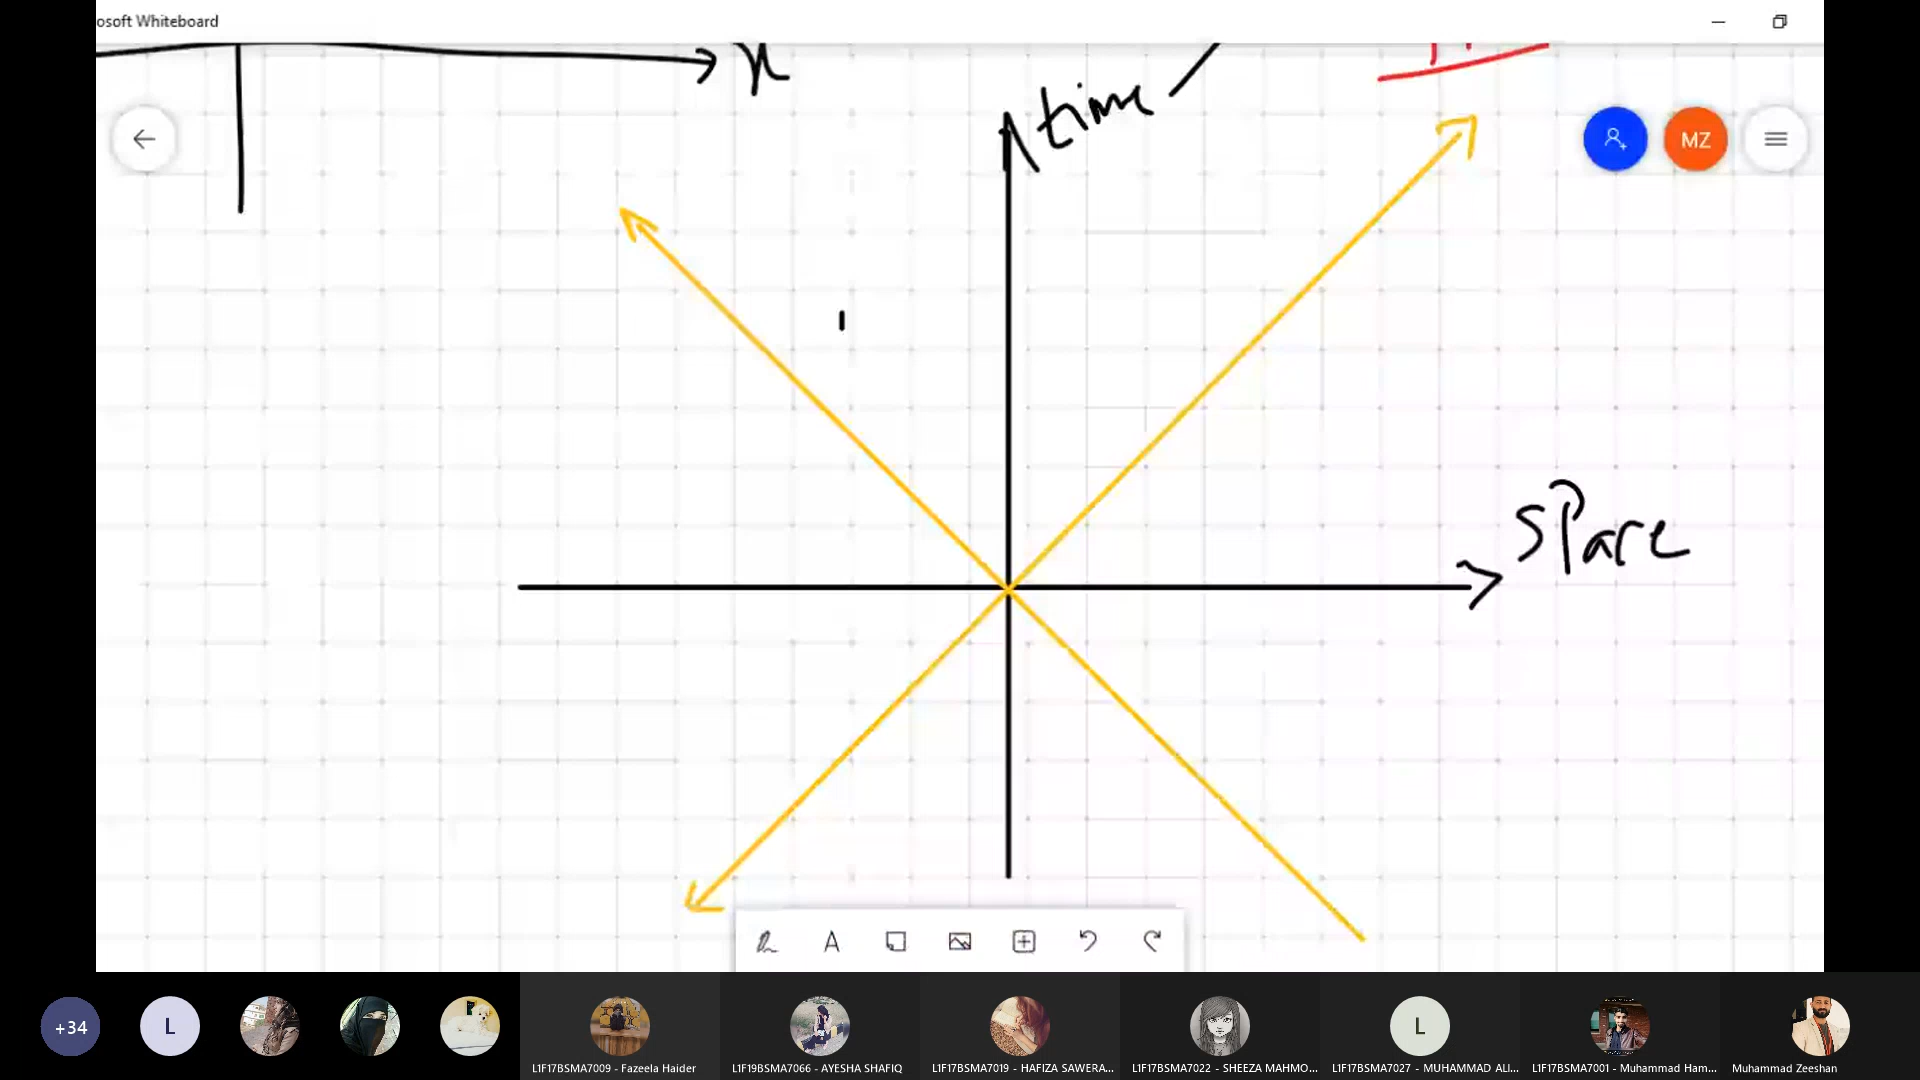 osoft Whiteboard
x
time
MZ
space
+34
L
L
L1F17BSMA7009 - Fazeela Haider
L1F19BSMA7066 - AYESHA SHAFIQ
L1F17BSMA7019 - HAFIZA SAWERA...
L1F17BSMA7022 - SHEEZA MAHMO...
L1F17BSMA7027 - MUHAMMAD ALI...
L1F17BSMA7001 - Muhammad Ham...
Muhammad Zeeshan